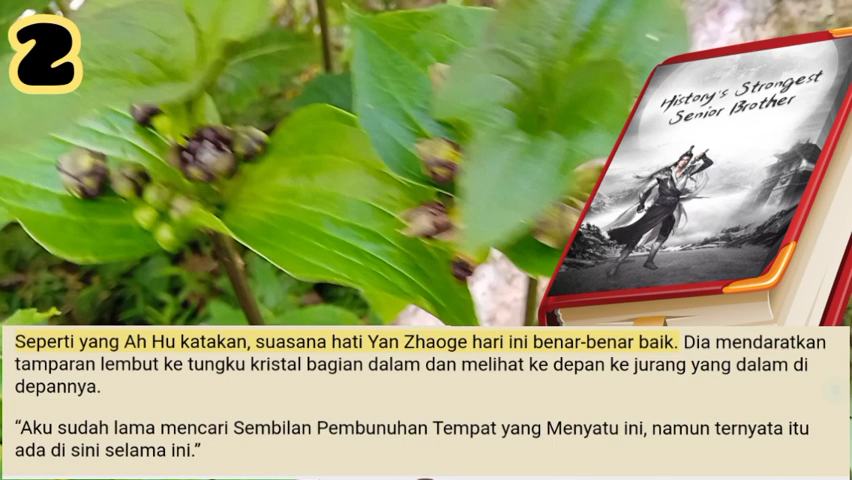 2
History's Strongest
Senior Brother
Seperti yang Ah Hu katakan, suasana hati Yan Zhaoge hari ini benar-benar baik. Dia mendaratkan
tamparan lembut ke tungku kristal bagian dalam dan melihat ke depan ke jurang yang dalam di
depannya.
“Aku sudah lama mencari Sembilan Pembunuhan Tempat yang Menyatu ini, namun ternyata itu
ada di sini selama ini.”